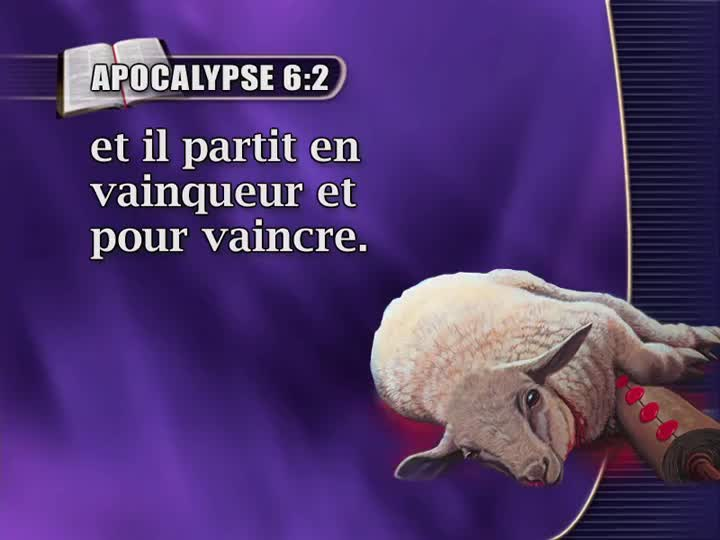 APOCALYPSE 6:2
et il partit en
vainqueur et
pour vaincre.